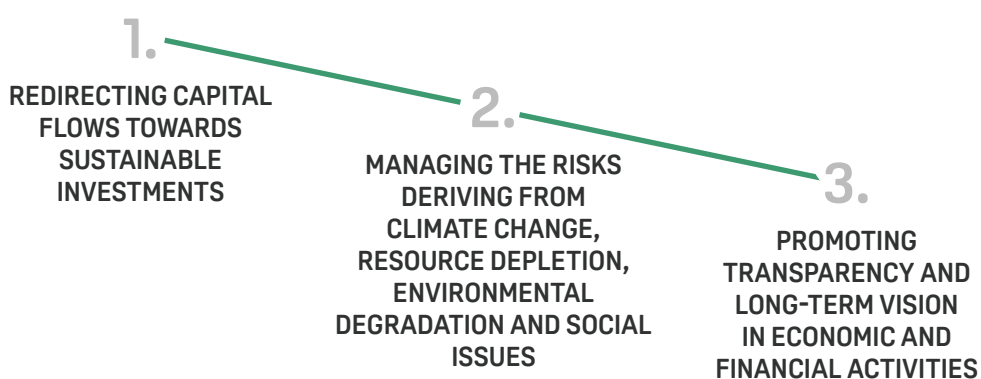 1.
REDIRECTING CAPITAL
FLOWS TOWARDS
SUSTAINABLE
INVESTMENTS
2.
MANAGING THE RISKS
DERIVING FROM
CLIMATE CHANGE,
RESOURCE DEPLETION,
ENVIRONMENTAL
DEGRADATION AND SOCIAL
ISSUES
3.
PROMOTING
TRANSPARENCY AND
LONG-TERM VISION
IN ECONOMIC AND
FINANCIAL ACTIVITIES